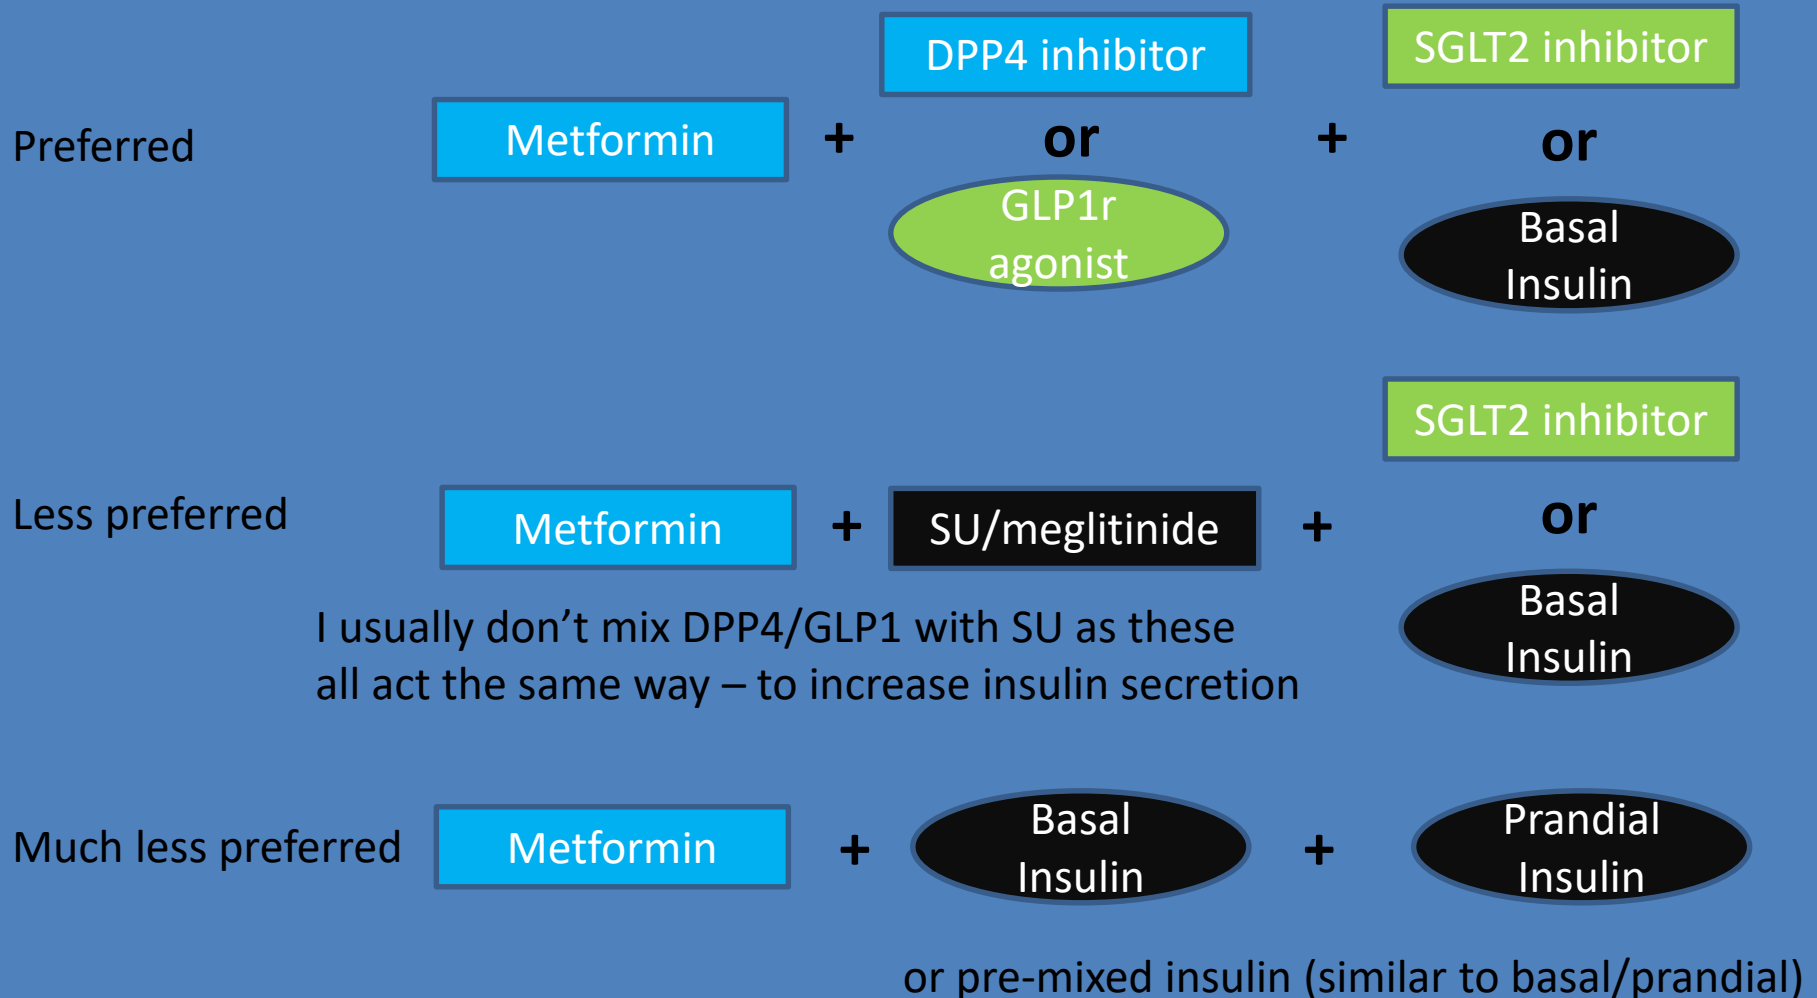 DPP4 inhibitor
SGLT2 inhibitor
Preferred
Metformin
+
or
+
or
GLP1r
agonist
Basal
Insulin
SGLT2 inhibitor
Less preferred
Metformin
+
SU/meglitinide
+
or
I usually don’t mix DPP4/GLP1 with SU as these
all act the same way – to increase insulin secretion
Basal
Insulin
Much less preferred
Metformin
+
Basal
Insulin
+
Prandial
Insulin
or pre-mixed insulin (similar to basal/prandial)